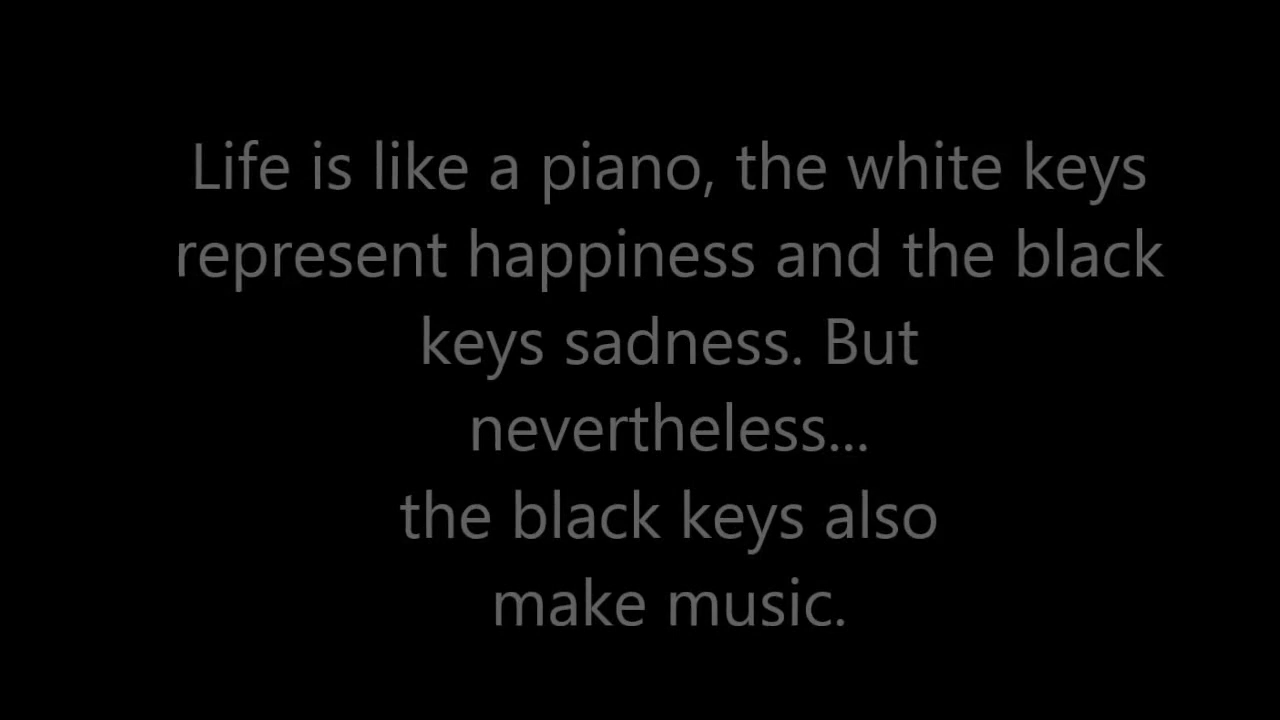 Life is like a piano, the white keys
represent happiness and the black
keys sadness. But
nevertheless...
the black keys also
make music.